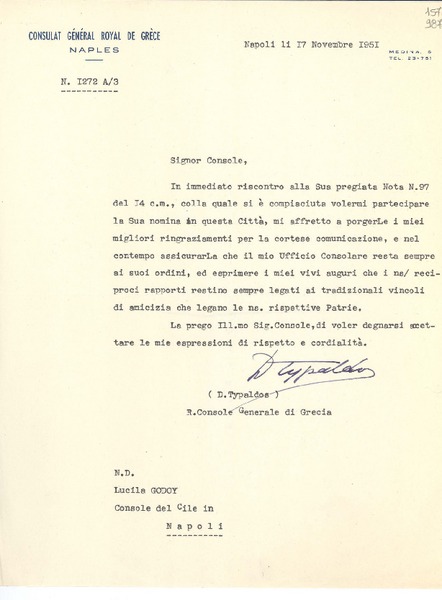 157
CONSULAT GÉNÉRAL ROYAL DE GRÈCE
NAPLES
Napoli li I7 Novembre I95I
MEDINA, 5
TEL. 23-751
N. I272 A/3
Signor Console,
In immediato riscontro alla Sua pregiata Nota N.97
del I4 c.m., colla quale si è compiaciuta volermi partecipare
la Sua nomina in questa Città, mi affretto a porgerLe i miei
migliori ringraziamenti per la cortese comunicazione, e nel
contempo assicurarLa che il mio Ufficio Consolare resta sempre
ai suoi ordini, ed esprimere i miei vivi auguri che i ns/ reci-
proci rapporti restino sempre legati ai tradizionali vincoli
di amicizia che legano le ns. rispettive Patrie.
La prego Ill.mo Sig.Console,di voler degnarsi accet-
tare le mie espressioni di rispetto e cordialità.
D Typaldos
( D.Typaldos )
R.Console Generale di Grecia
N.D.
Lucila GODOY
Console del Cile in
Napoli